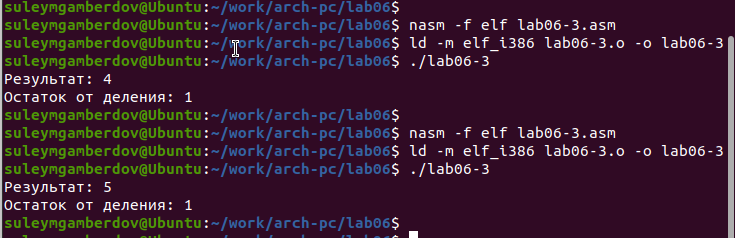 suleymgamberdov@Ubuntu:~/work/arch-pc/lab06$
suleymgamberdov@Ubuntu:~/work/arch-pc/lab06$ nasm -f elf lab06-3.asm
suleymgamberdov@Ubuntu:~/work/arch-pc/lab06$ ld -m elf_i386 lab06-3.o -o lab06-3
suleymgamberdov@Ubuntu:~/work/arch-pc/lab06$ ./lab06-3
Результат: 4
Остаток от деления: 1
suleymgamberdov@Ubuntu:~/work/arch-pc/lab06$
suleymgamberdov@Ubuntu:~/work/arch-pc/lab06$ nasm -f elf lab06-3.asm
suleymgamberdov@Ubuntu:~/work/arch-pc/lab06$ ld -m elf_i386 lab06-3.o -o lab06-3
suleymgamberdov@Ubuntu:~/work/arch-pc/lab06$ ./lab06-3
Результат: 5
Остаток от деления: 1
suleymgamberdov@Ubuntu:~/work/arch-pc/lab06$